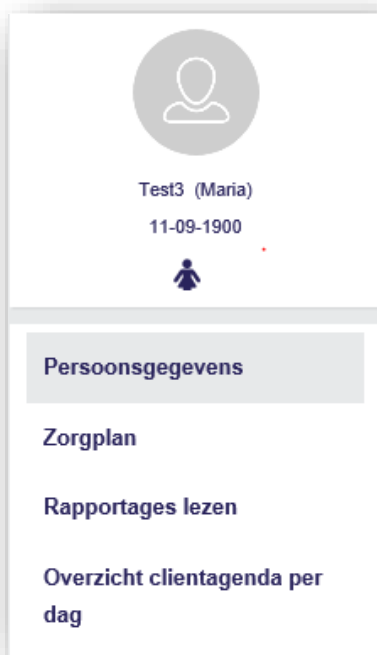 Test3 (Maria)
11-09-1900
Persoonsgegevens
Zorgplan
Rapportages lezen
Overzicht clientagenda per
dag